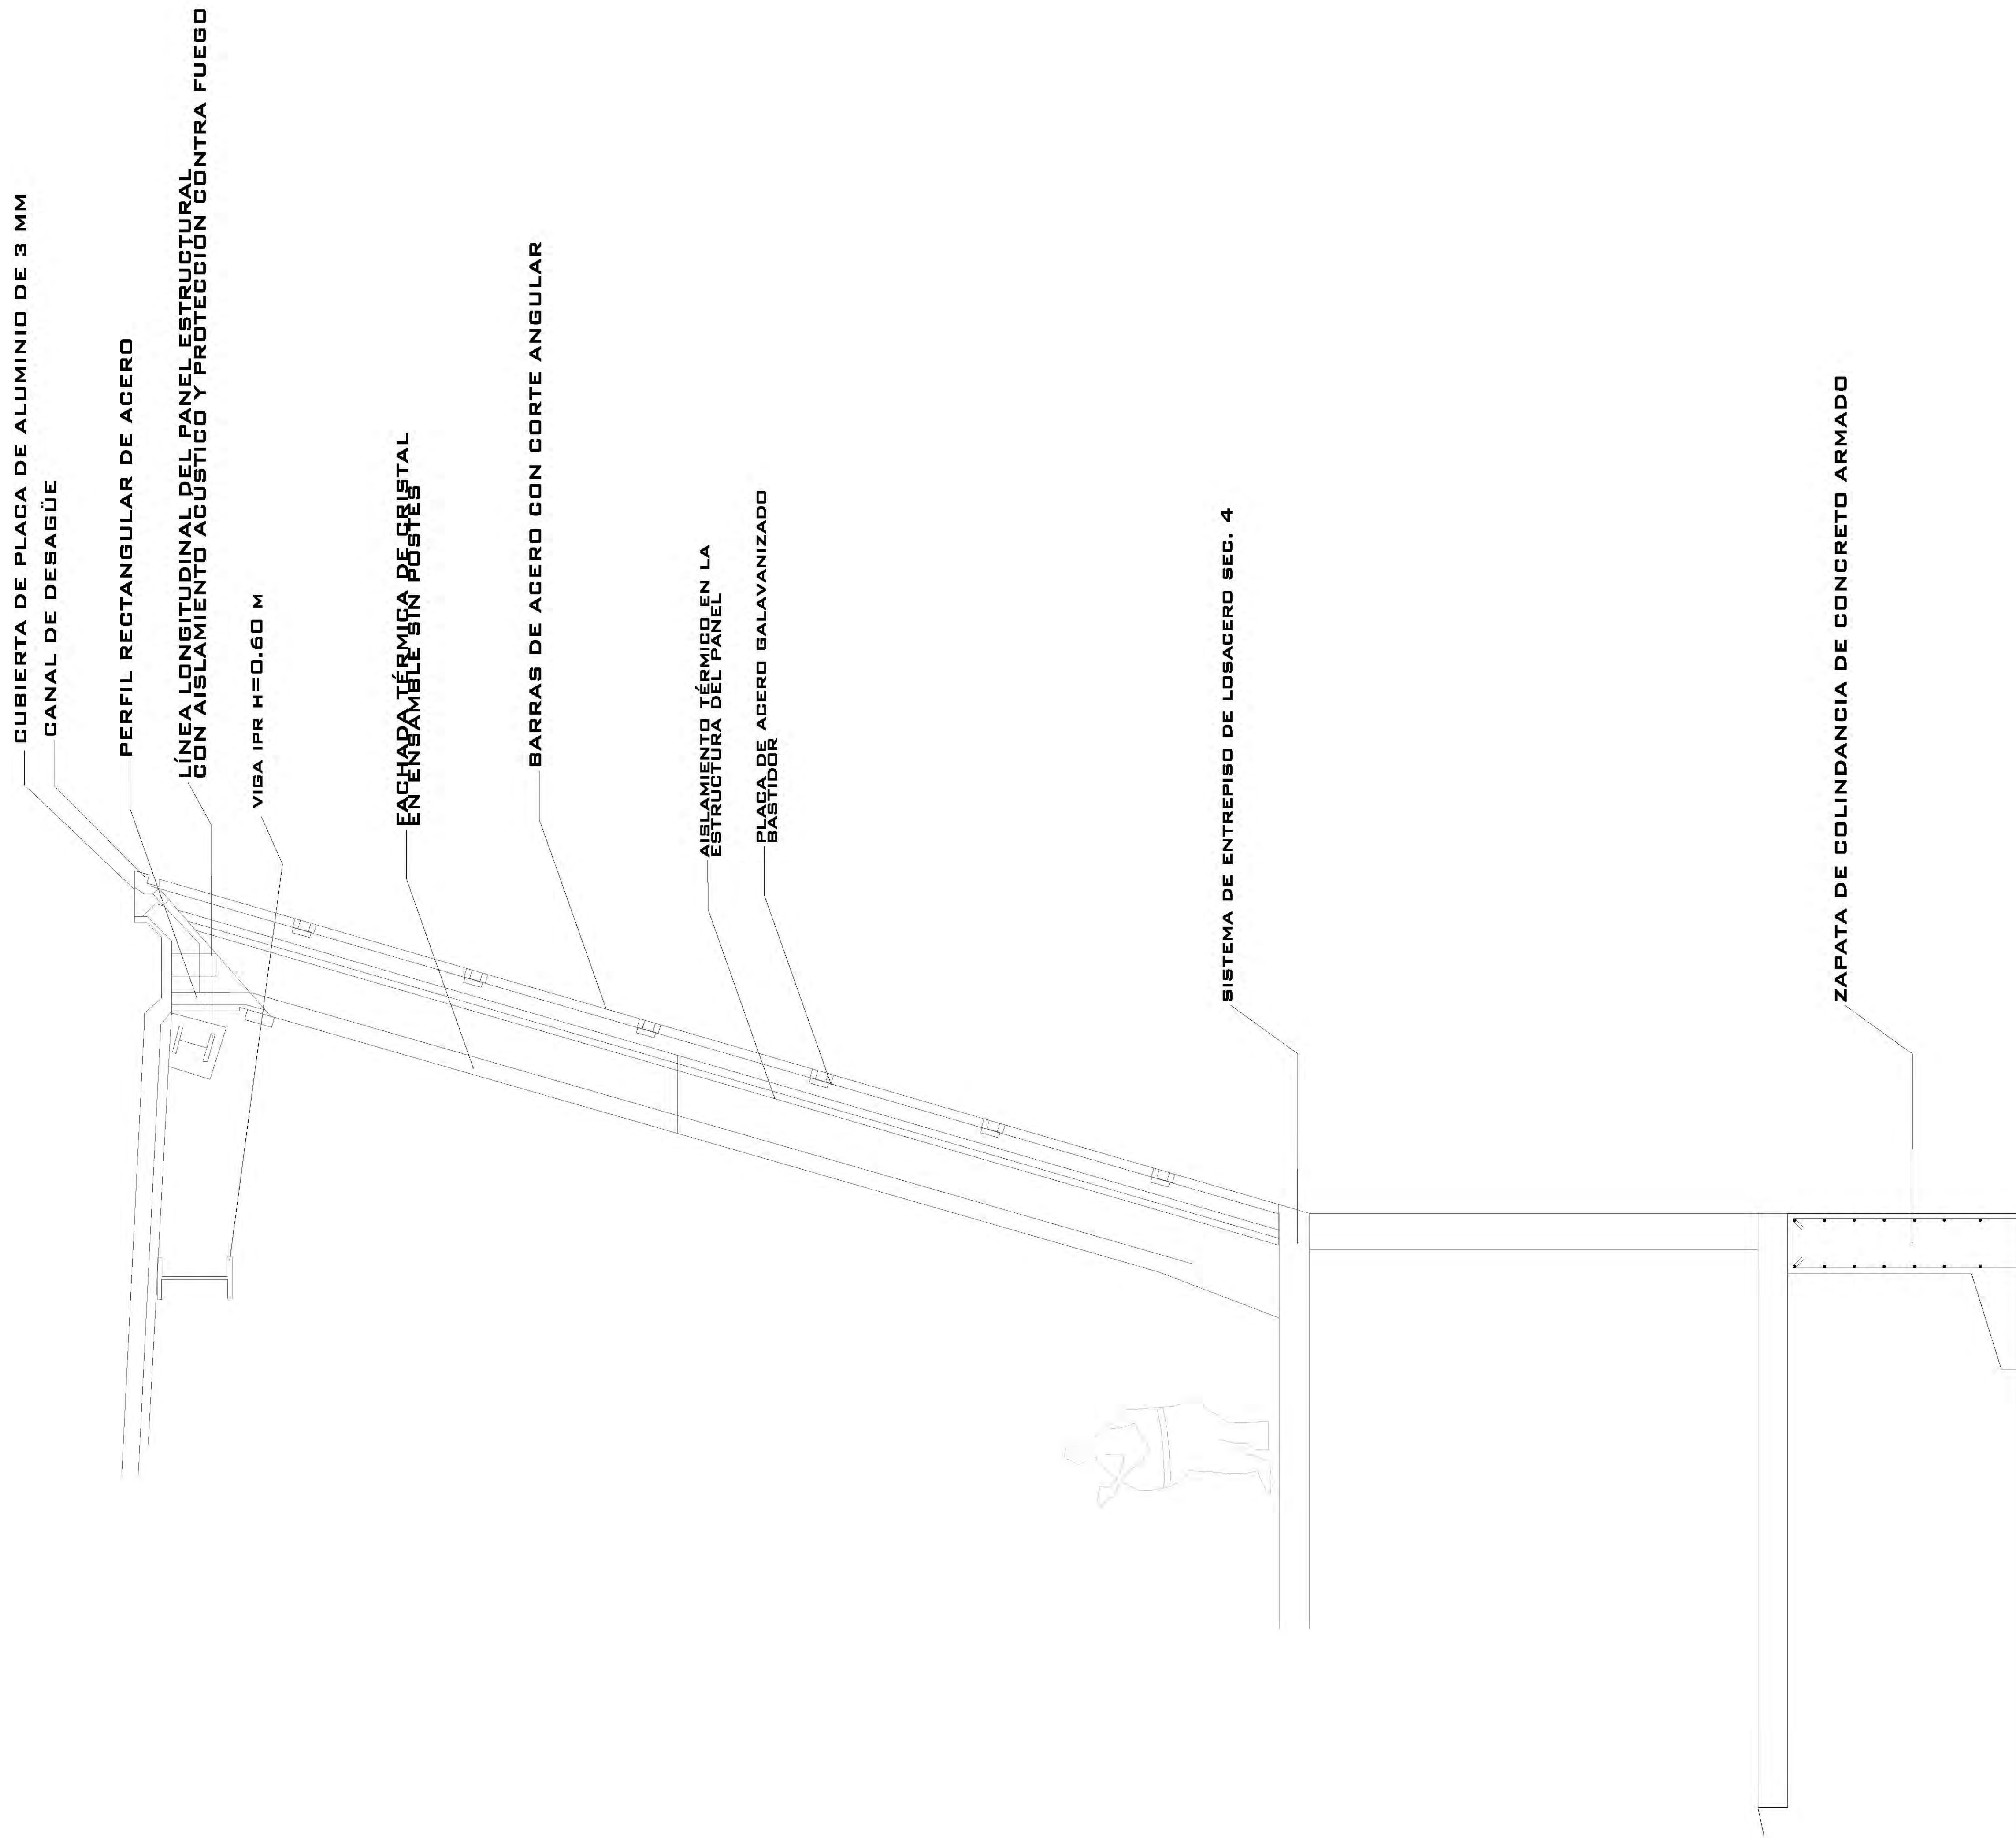 CUBIERTA DE PLACA DE ALUMINIO DE 3 MM
CANAL DE DESAGÜE
PERFIL RECTANGULAR DE ACERO
LÍNEA LONGITUDINAL DEL PANEL ESTRUCTURAL
CON AISLAMIENTO ACUSTICO Y PROTECCION CONTRA FUEGO
VIGA IPR H=0.60 M
FACHADA TÉRMICA DE CRISTAL
EN ENSAMBLE SIN POSTES
BARRAS DE ACERO CON CORTE ANGULAR
AISLAMIENTO TÉRMICO EN LA
ESTRUCTURA DEL PANEL
PLACA DE ACERO GALAVANIZADO
BASTIDOR
SISTEMA DE ENTREPISO DE LOSACERO SEC. 4
ZAPATA DE COLINDANCIA DE CONCRETO ARMADO